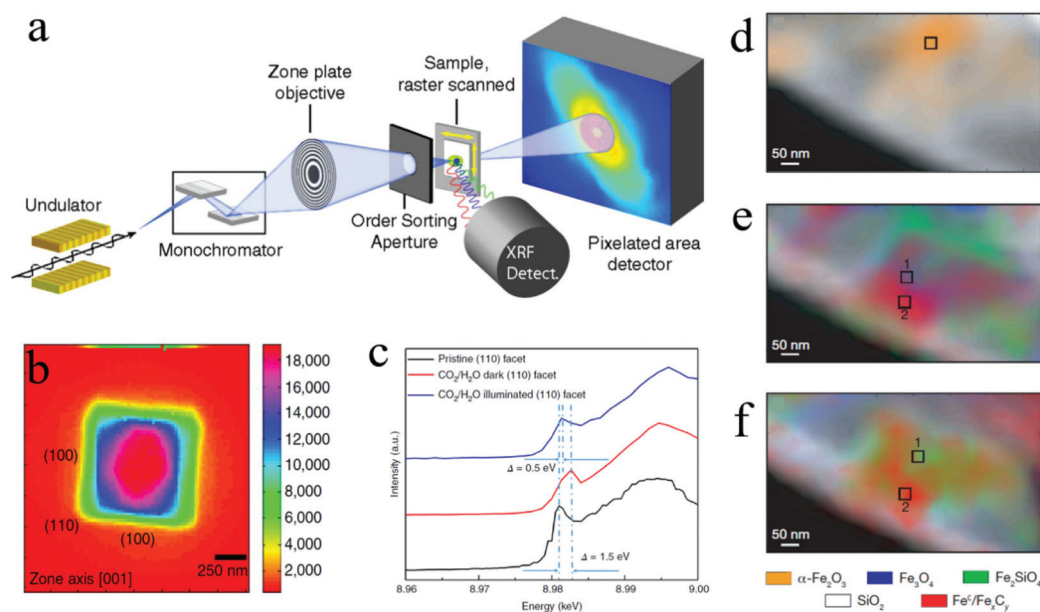 a
Zone plate
objective
Sample,
raster scanned
Undulator
Monochromator
Order Sorting
Aperture
XRF
Detect.
Pixelated area
detector
b
(100)
(110)
(100)
Zone axis [001]
250 nm
18,000
16,000
14,000
12,000
10,000
8,000
6,000
4,000
2,000
c
Pristine (110) facet
CO₂/H₂O dark (110) facet
CO₂/H₂O illuminated (110) facet
Δ = 0.5 eV
Δ = 1.5 eV
Intensity (a.u.)
8.96
8.97
8.98
8.99
9.00
Energy (keV)
d
50 nm
e
1
2
50 nm
f
1
2
50 nm
α-Fe₂O₃
Fe₃O₄
Fe₂SiO₄
SiO₂
Feᶜ/FeₓCᵧ